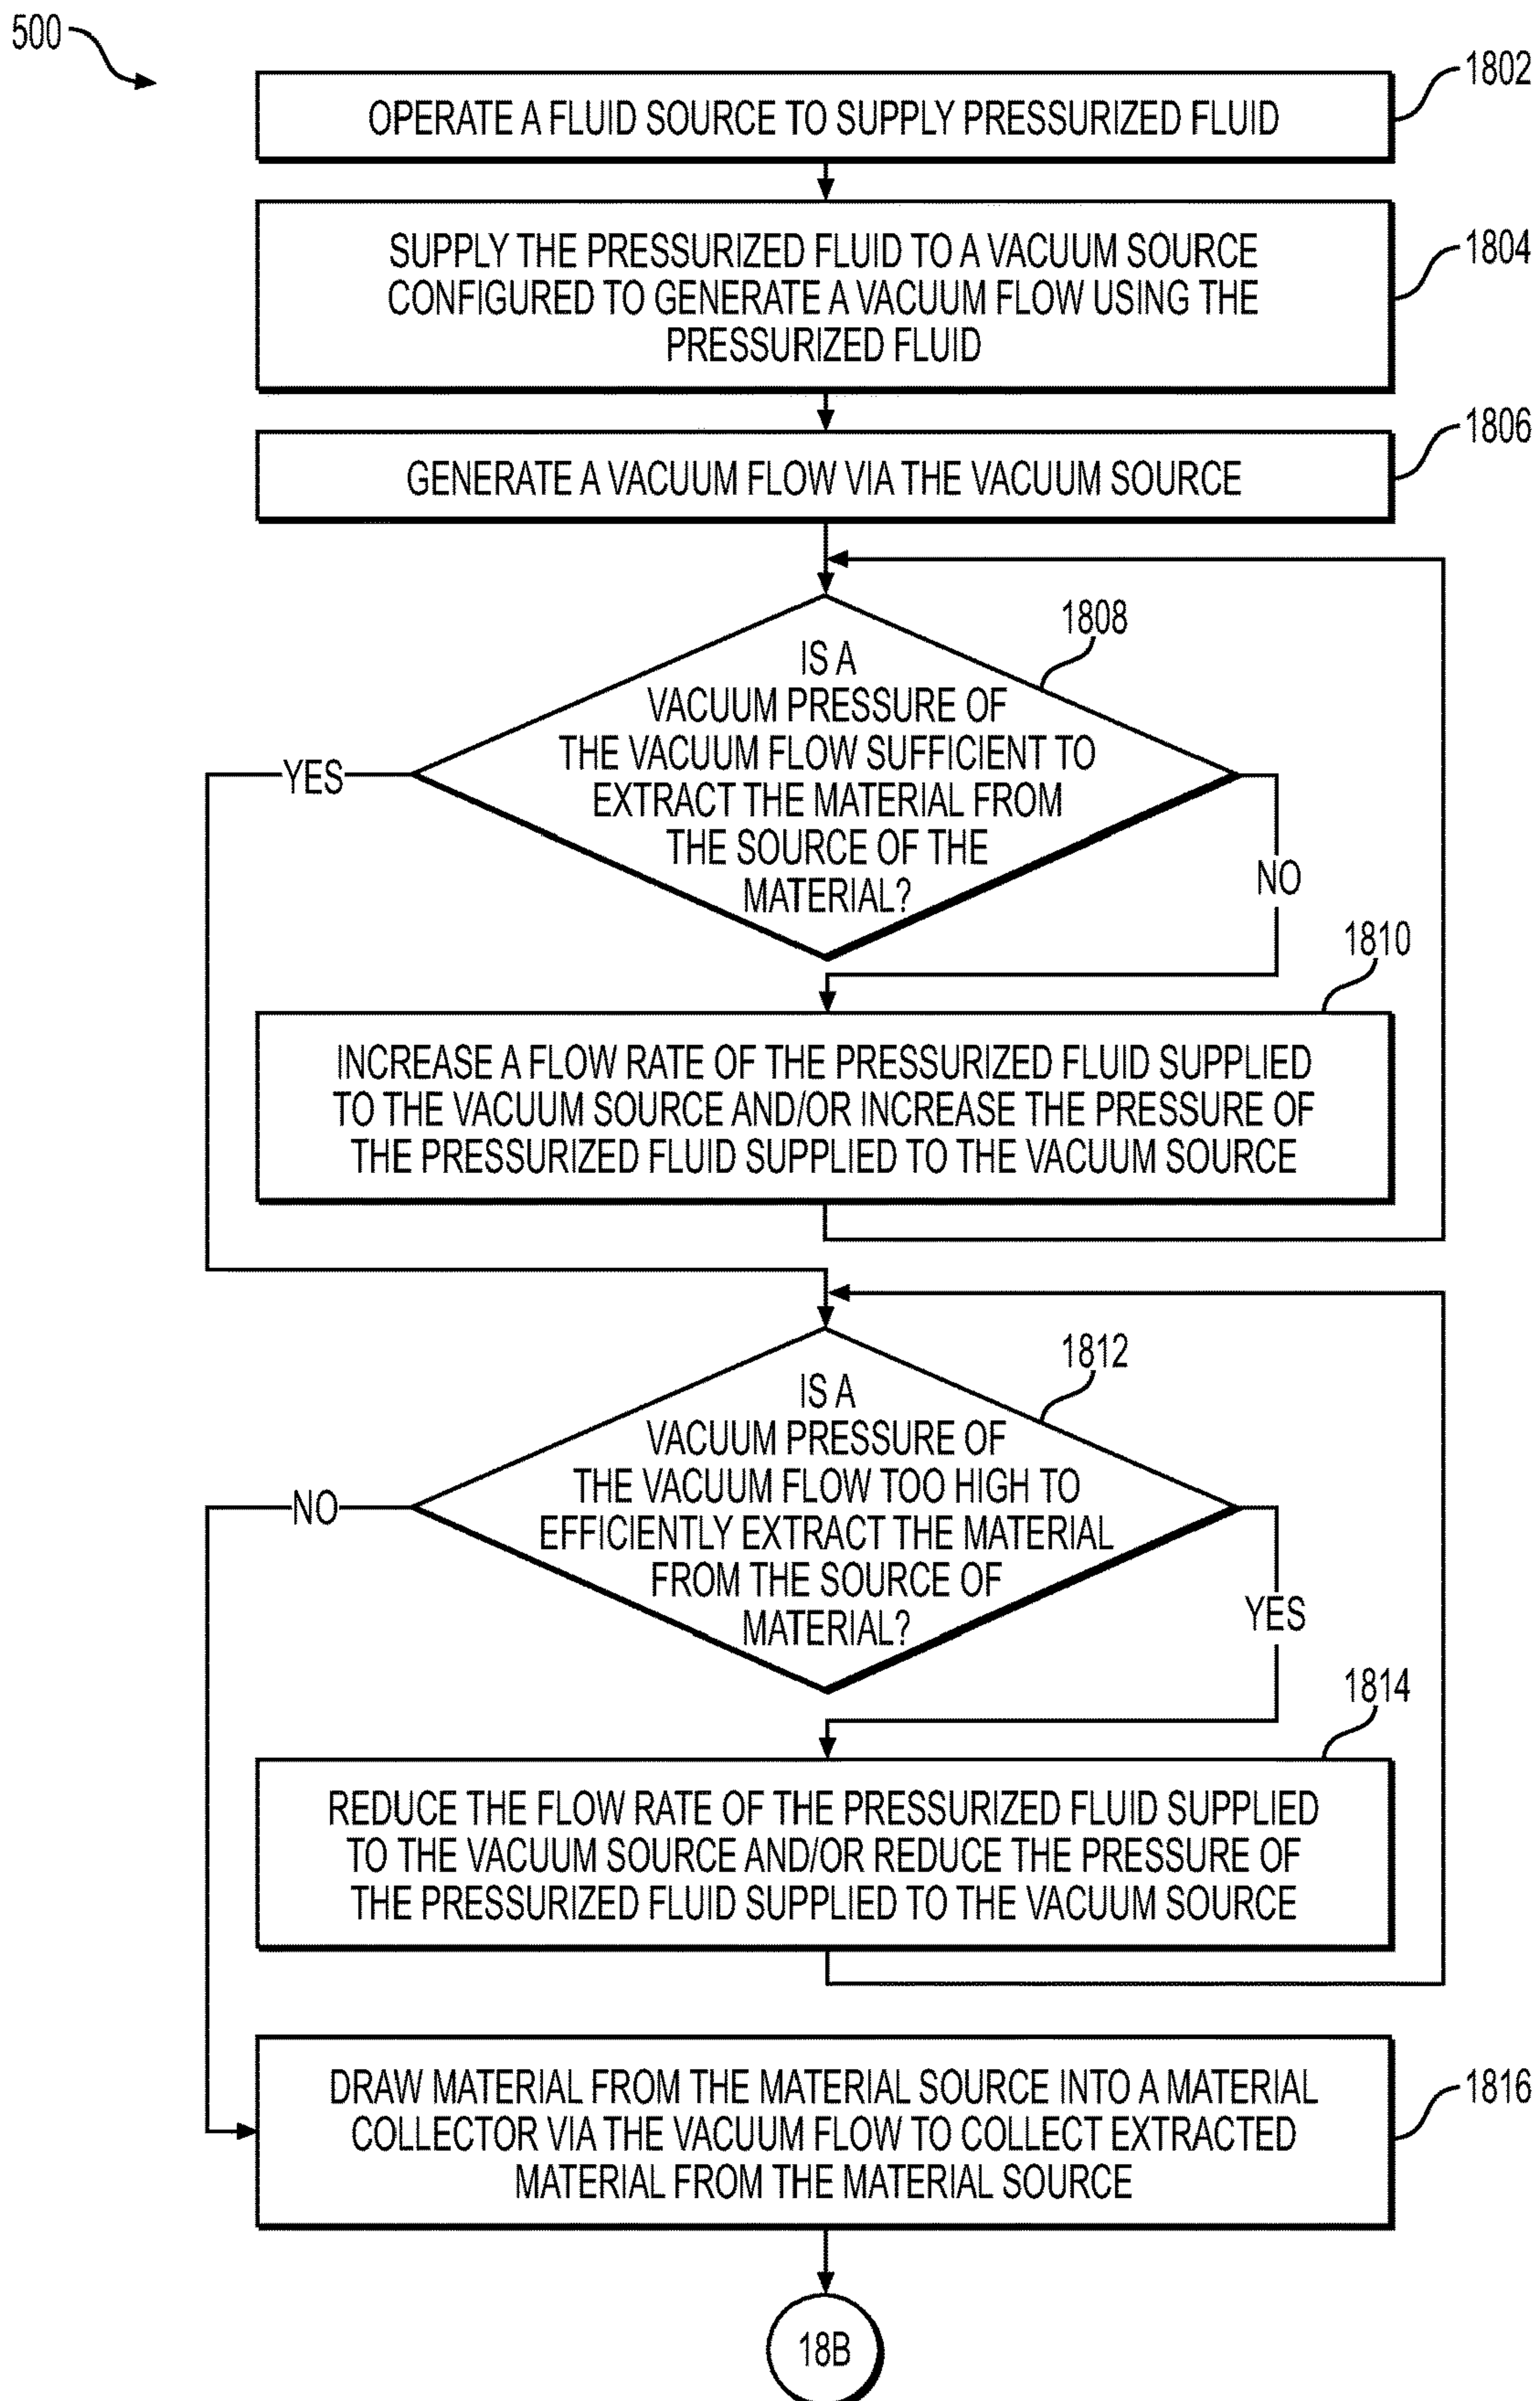 500
1802
OPERATE A FLUID SOURCE TO SUPPLY PRESSURIZED FLUID
1804
SUPPLY THE PRESSURIZED FLUID TO A VACUUM SOURCE
CONFIGURED TO GENERATE A VACUUM FLOW USING THE
PRESSURIZED FLUID
1806
GENERATE A VACUUM FLOW VIA THE VACUUM SOURCE
1808
IS A
VACUUM PRESSURE OF
THE VACUUM FLOW SUFFICIENT TO
EXTRACT THE MATERIAL FROM
THE SOURCE OF THE
MATERIAL?
YES
NO
1810
INCREASE A FLOW RATE OF THE PRESSURIZED FLUID SUPPLIED
TO THE VACUUM SOURCE AND/OR INCREASE THE PRESSURE OF
THE PRESSURIZED FLUID SUPPLIED TO THE VACUUM SOURCE
1812
IS A
VACUUM PRESSURE OF
THE VACUUM FLOW TOO HIGH TO
EFFICIENTLY EXTRACT THE MATERIAL
FROM THE SOURCE OF
MATERIAL?
NO
YES
1814
REDUCE THE FLOW RATE OF THE PRESSURIZED FLUID SUPPLIED
TO THE VACUUM SOURCE AND/OR REDUCE THE PRESSURE OF
THE PRESSURIZED FLUID SUPPLIED TO THE VACUUM SOURCE
1816
DRAW MATERIAL FROM THE MATERIAL SOURCE INTO A MATERIAL
COLLECTOR VIA THE VACUUM FLOW TO COLLECT EXTRACTED
MATERIAL FROM THE MATERIAL SOURCE
18B